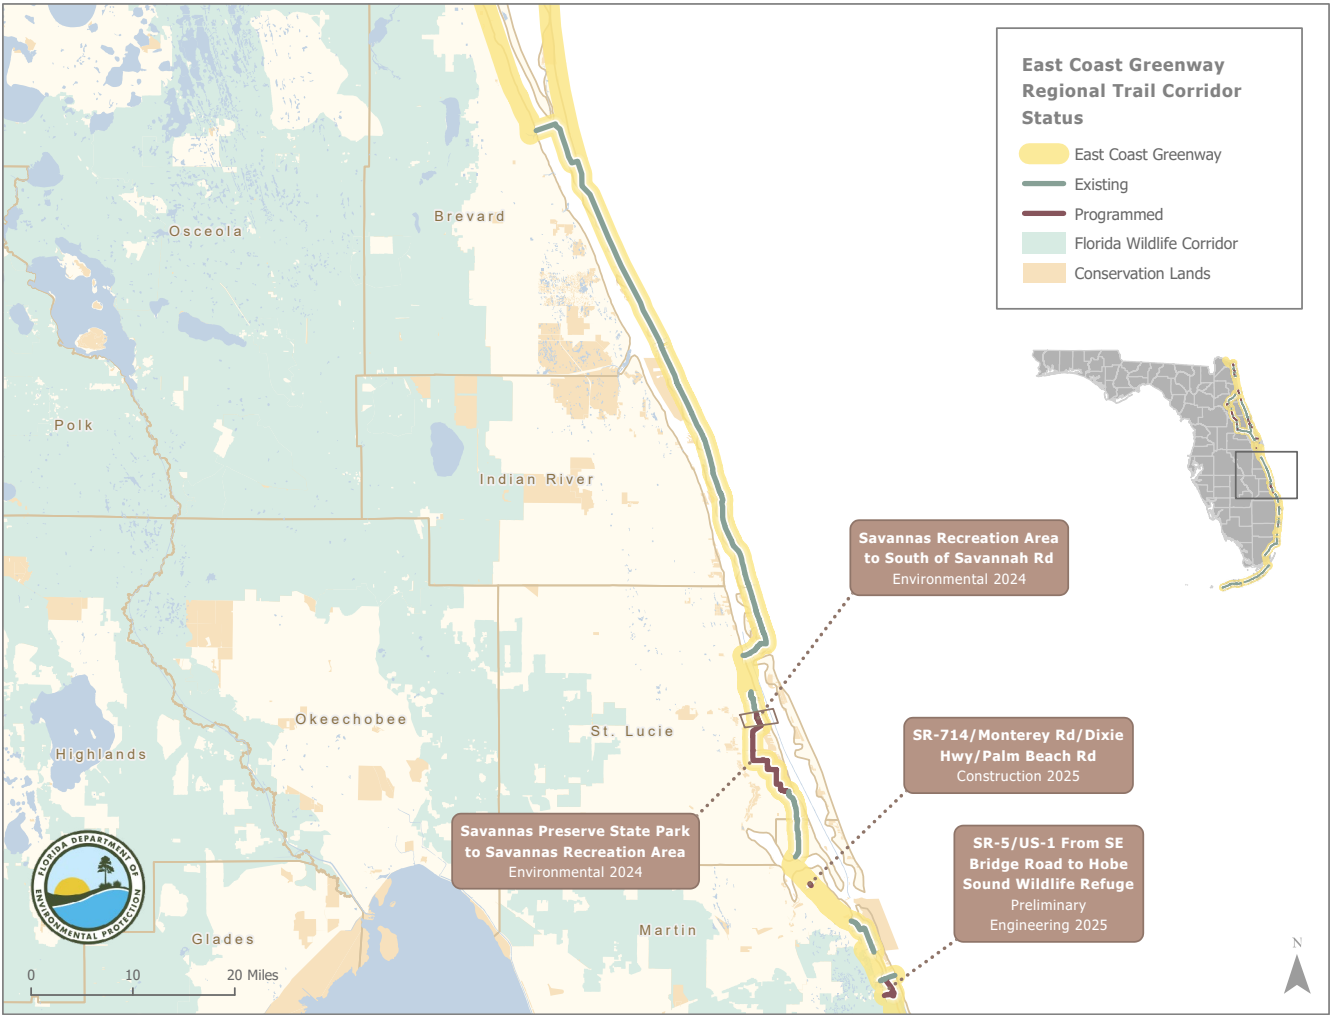 East Coast Greenway
Regional Trail Corridor
Status
East Coast Greenway
Existing
Programmed
Florida Wildlife Corridor
Conservation Lands
Osceola
Brevard
Polk
Indian River
Savannas Recreation Area
to South of Savannah Rd
Environmental 2024
Okeechobee
St. Lucie
Highlands
SR-714/Monterey Rd/Dixie
Hwy/Palm Beach Rd
Construction 2025
Savannas Preserve State Park
to Savannas Recreation Area
Environmental 2024
SR-5/US-1 From SE
Bridge Road to Hobe
Sound Wildlife Refuge
Preliminary
Engineering 2025
FLORIDA DEPARTMENT OF
ENVIRONMENTAL PROTECTION
Glades
Martin
0 10 20 Miles
N